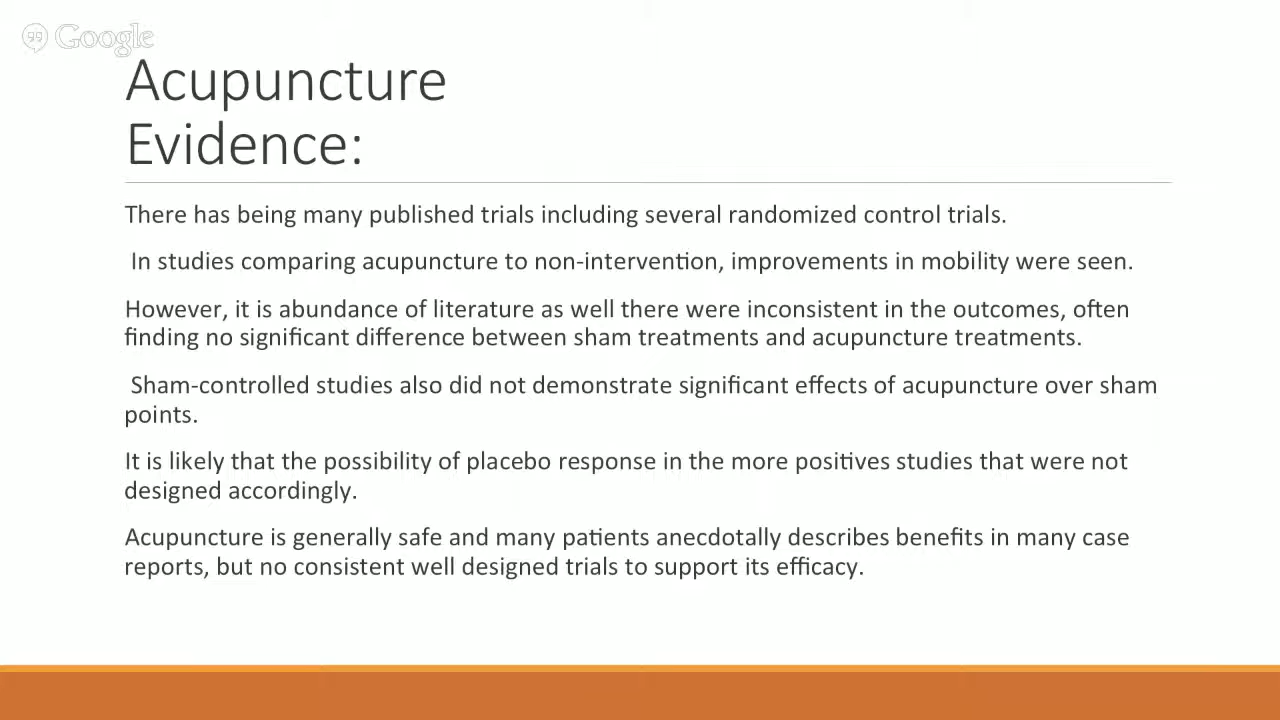 Google
Acupuncture
Evidence:
There has being many published trials including several randomized control trials.
In studies comparing acupuncture to non-intervention, improvements in mobility were seen.
However, it is abundance of literature as well there were inconsistent in the outcomes, often
finding no significant difference between sham treatments and acupuncture treatments.
Sham-controlled studies also did not demonstrate significant effects of acupuncture over sham
points.
It is likely that the possibility of placebo response in the more positives studies that were not
designed accordingly.
Acupuncture is generally safe and many patients anecdotally describes benefits in many case
reports, but no consistent well designed trials to support its efficacy.